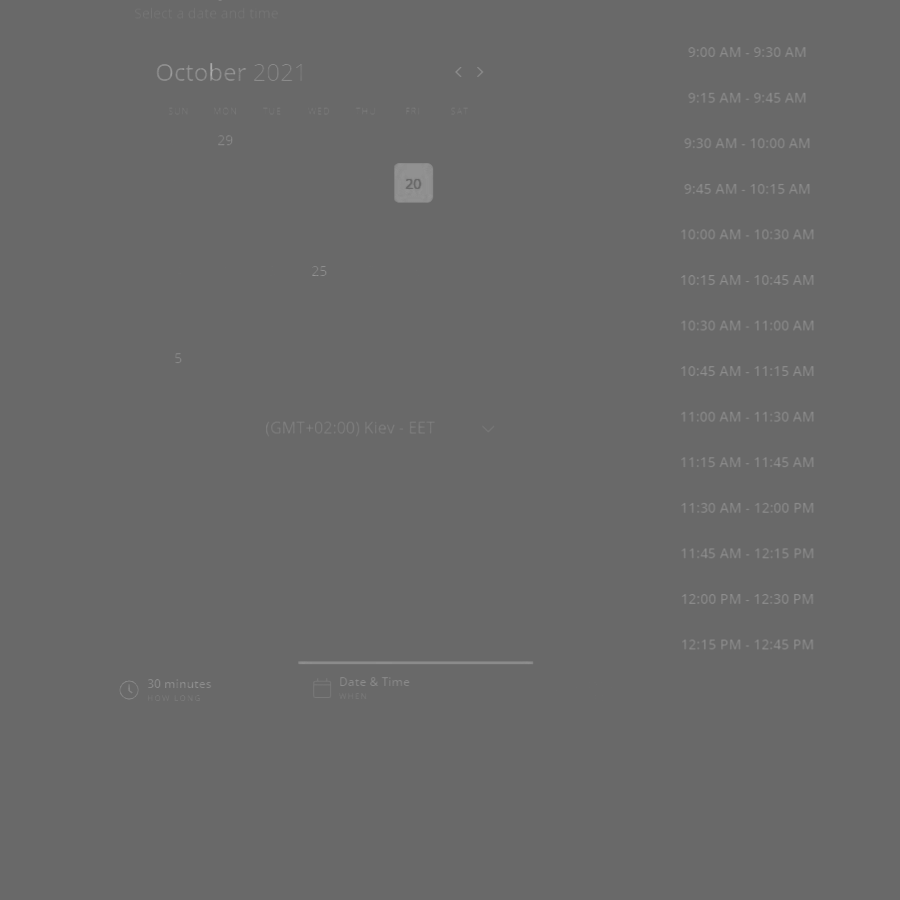 Select a date and time
October 2021
SUN MON TUE WED THU FRI SAT
29
20
25
5
(GMT+02:00) Kiev - EET
30 minutes
HOW LONG
Date & Time
WHEN
9:00 AM - 9:30 AM
9:15 AM - 9:45 AM
9:30 AM - 10:00 AM
9:45 AM - 10:15 AM
10:00 AM - 10:30 AM
10:15 AM - 10:45 AM
10:30 AM - 11:00 AM
10:45 AM - 11:15 AM
11:00 AM - 11:30 AM
11:15 AM - 11:45 AM
11:30 AM - 12:00 PM
11:45 AM - 12:15 PM
12:00 PM - 12:30 PM
12:15 PM - 12:45 PM